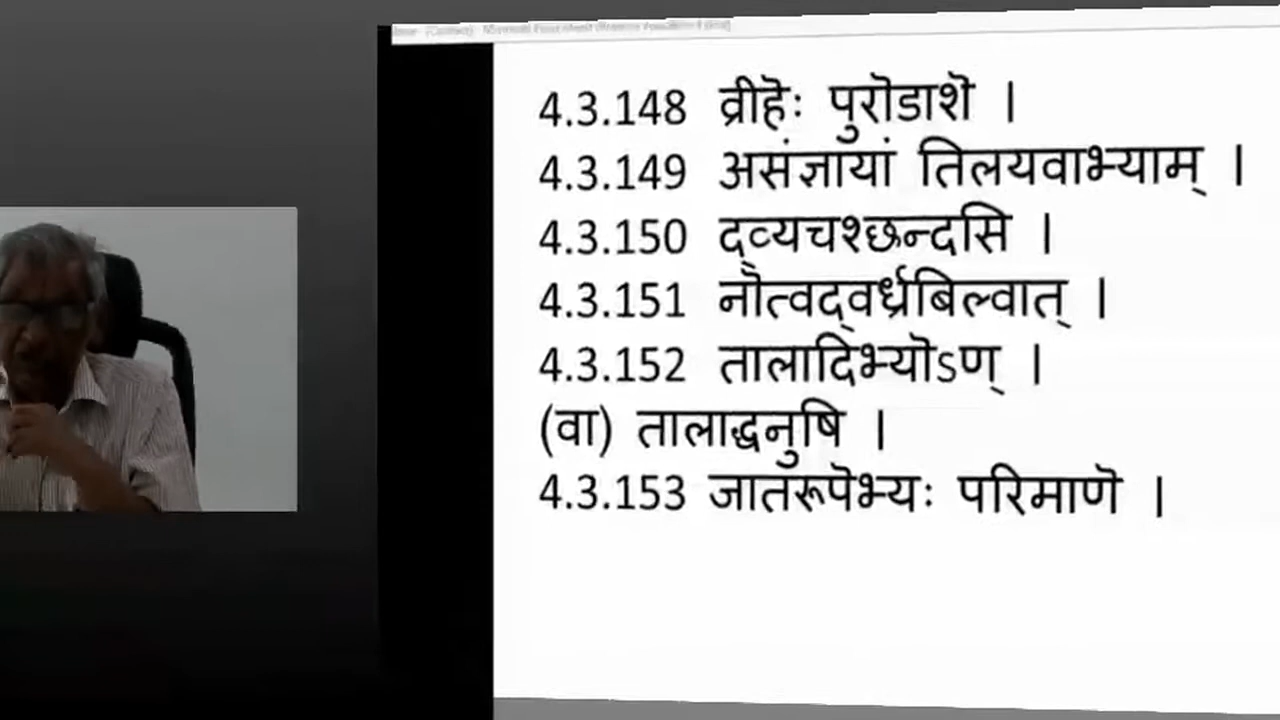 4.3.148 व्रीहॆः पुरॊडाशॆ ।
4.3.149 असंज्ञायां तिलयवाभ्याम् ।
4.3.150 द्व्यचश्छन्दसि ।
4.3.151 नॊत्वद्वर्ध्रबिल्वात् ।
4.3.152 तालादिभ्यॊऽण् ।
(वा) तालाद्धनुषि ।
4.3.153 जातरूपॆभ्यः परिमाणॆ ।